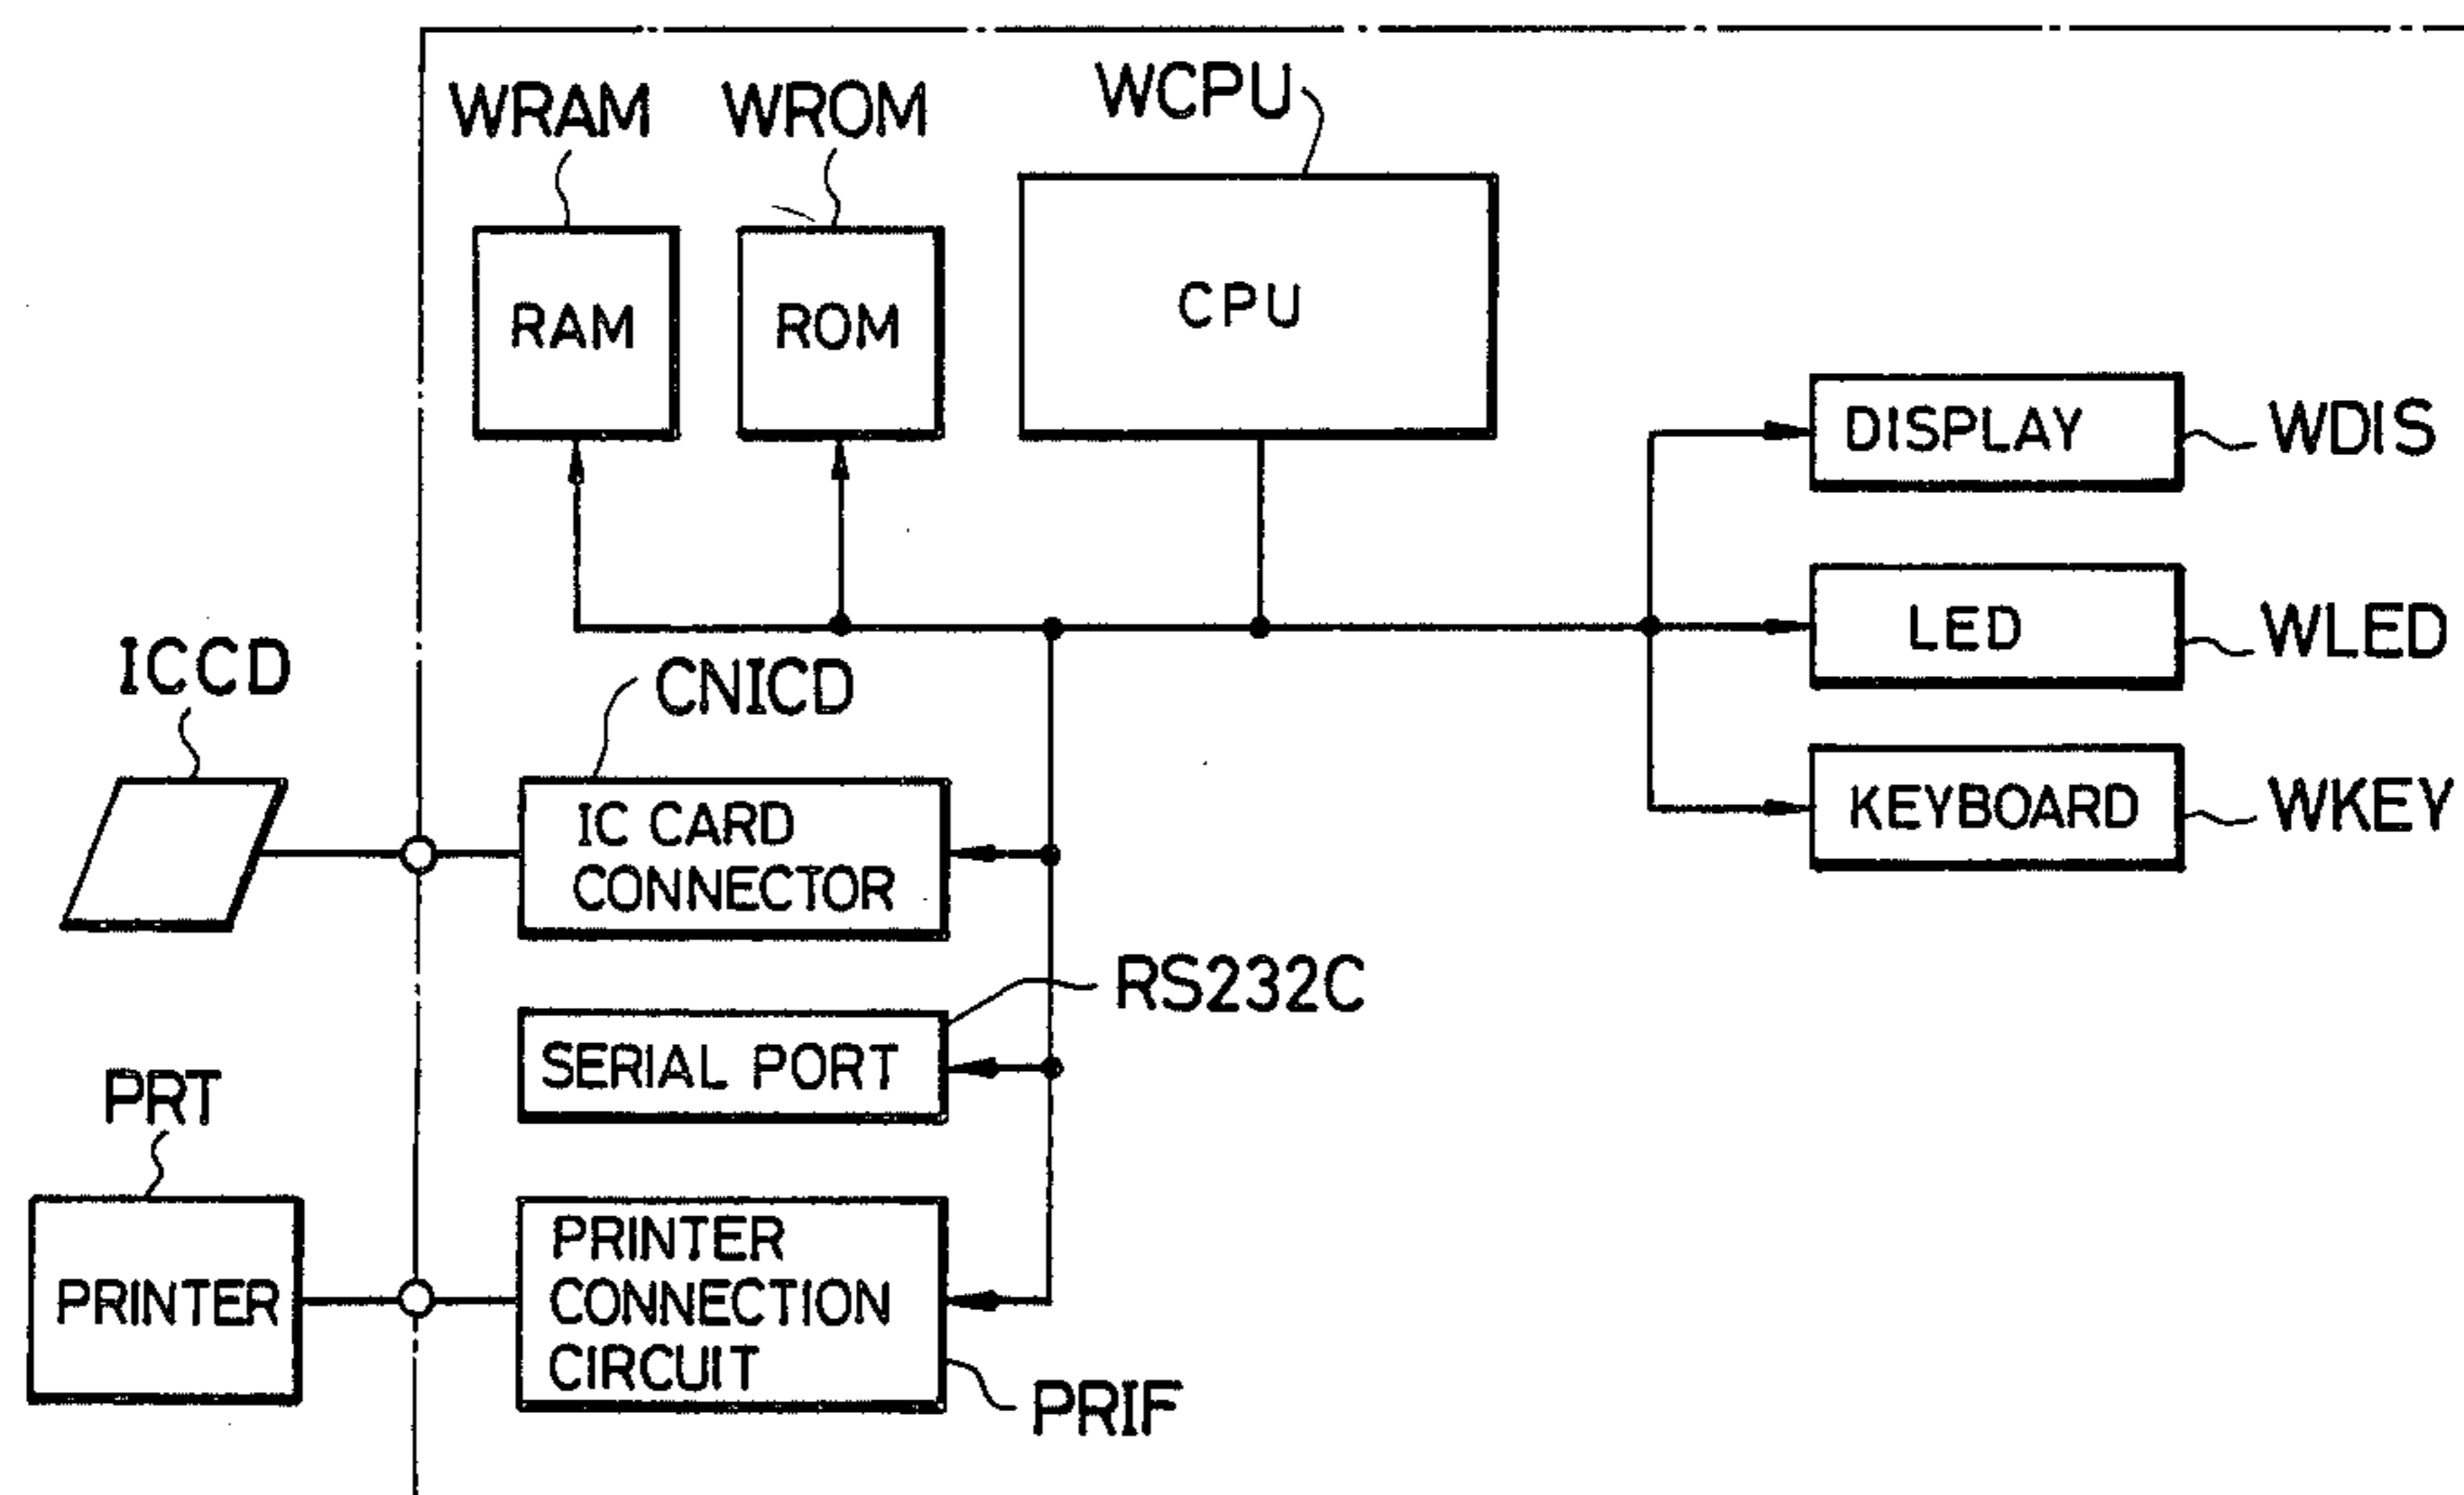 WRAM
WROM
WCPU
RAM
ROM
CPU
DISPLAY
WDIS
LED
WLED
ICCD
CNICD
KEYBOARD
WKEY
IC CARD
CONNECTOR
RS232C
SERIAL PORT
PRT
PRINTER
PRINTER
CONNECTION
CIRCUIT
PRIF